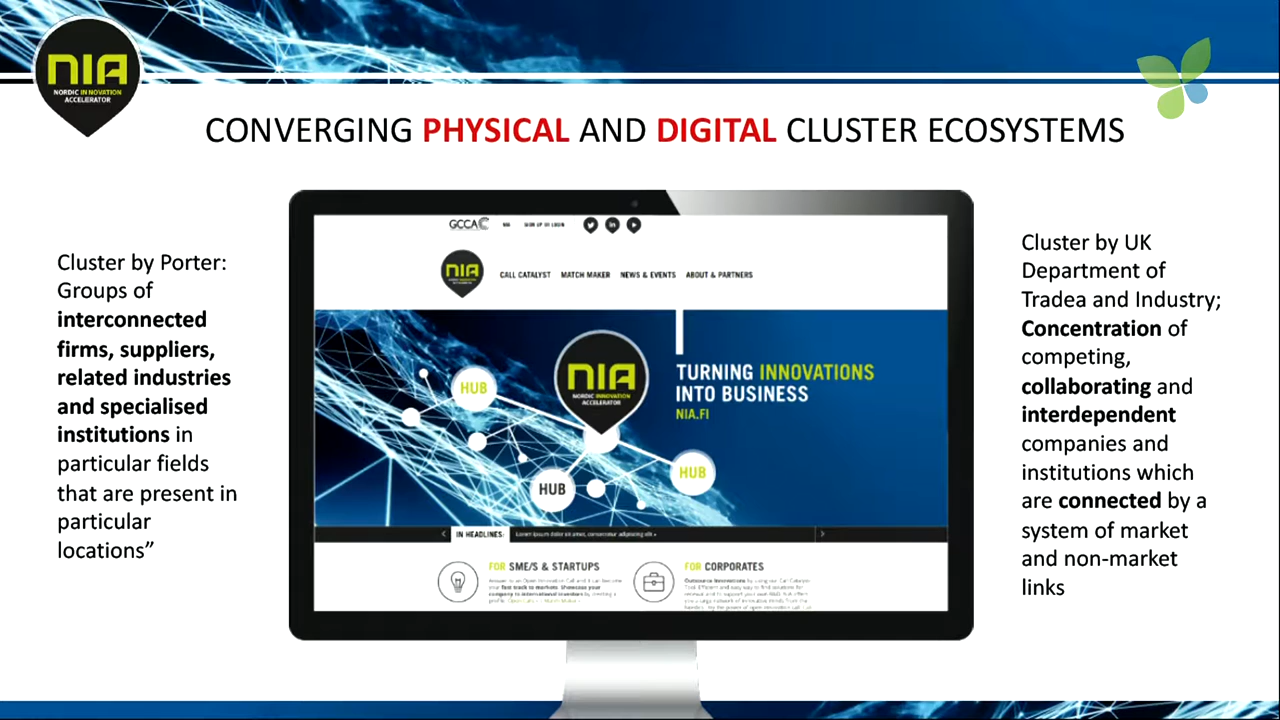 NIA
NORDIC INNOVATION
ACCELERATOR
CONVERGING PHYSICAL AND DIGITAL CLUSTER ECOSYSTEMS
Cluster by Porter:
Groups of
interconnected
firms, suppliers,
related industries
and specialised
institutions in
particular fields
that are present in
particular
locations”
GCCA NIA SIGN UP OR LOGIN
NIA
CALL CATALYST MATCH MAKER NEWS & EVENTS ABOUT & PARTNERS
HUB
NIA
NORDIC INNOVATION
ACCELERATOR
TURNING INNOVATIONS
INTO BUSINESS
NIA.FI
HUB
HUB
IN HEADLINES: Lorem ipsum dolor sit amet, consectetur adipiscing elit »
FOR SME/S & STARTUPS
FOR CORPORATES
Cluster by UK
Department of
Tradea and Industry;
Concentration of
competing,
collaborating and
interdependent
companies and
institutions which
are connected by a
system of market
and non-market
links